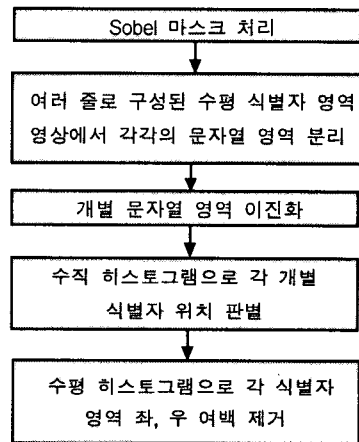 Sobel 마스크 처리
여러 줄로 구성된 수평 식별자 영역
영상에서 각각의 문자열 영역 분리
개별 문자열 영역 이진화
수직 히스토그램으로 각 개별
식별자 위치 판별
수평 히스토그램으로 각 식별자
영역 좌, 우 여백 제거